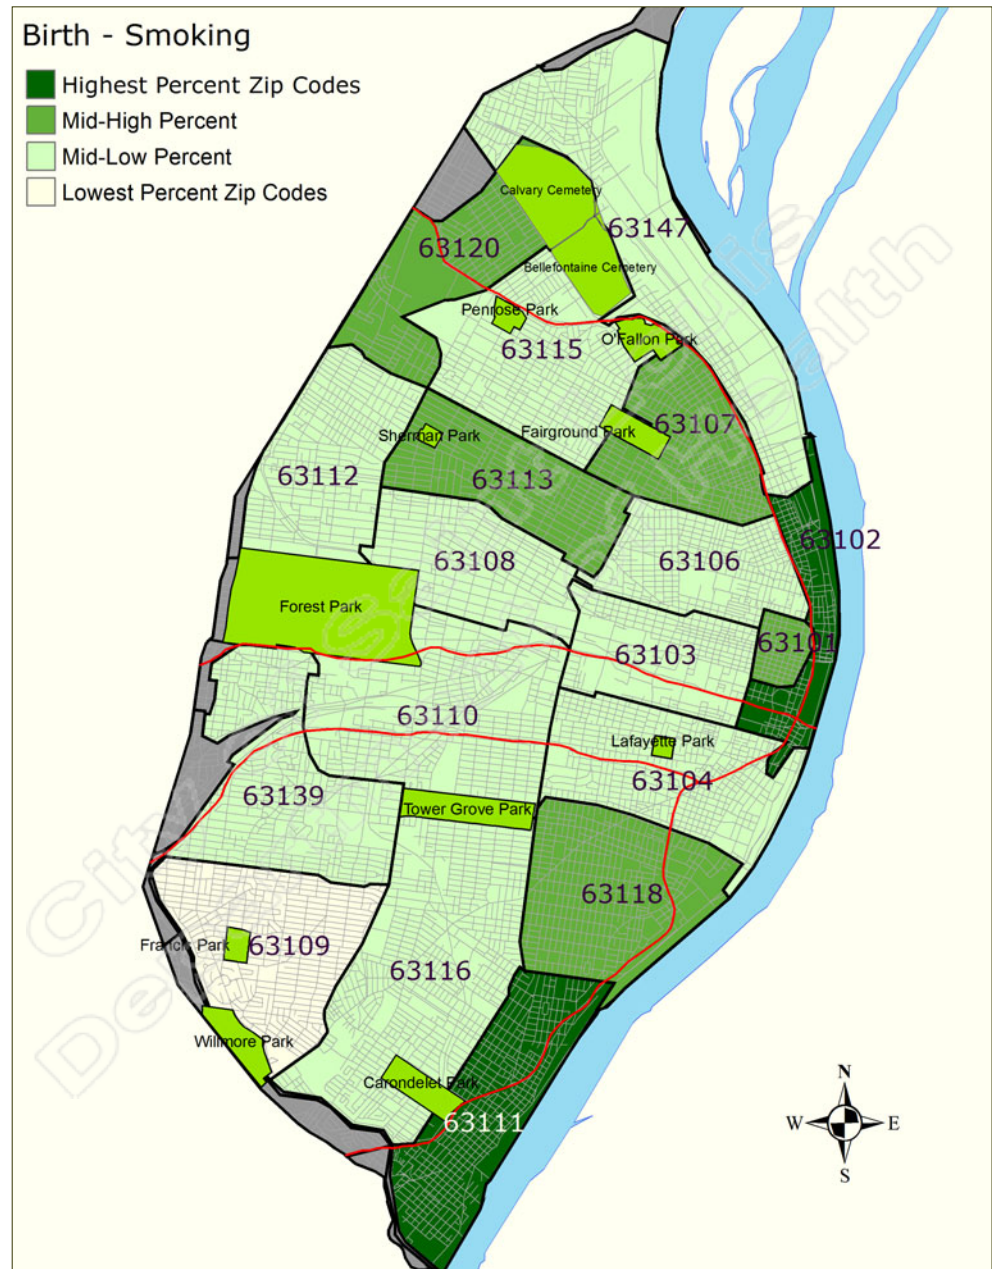 Birth - Smoking
Highest Percent Zip Codes
Mid-High Percent
Mid-Low Percent
Lowest Percent Zip Codes
Calvary Cemetery
63147
63120
Bellefontaine Cemetery
Penrose Park
O'Fallon Park
63115
63107
Fairground Park
Sherman Park
63112
63113
63102
63108
63106
Forest Park
63101
63103
63110
Lafayette Park
63104
63139
Tower Grove Park
63118
Francis Park
63109
63116
Willmore Park
Carondelet Park
63111
N
W
E
S